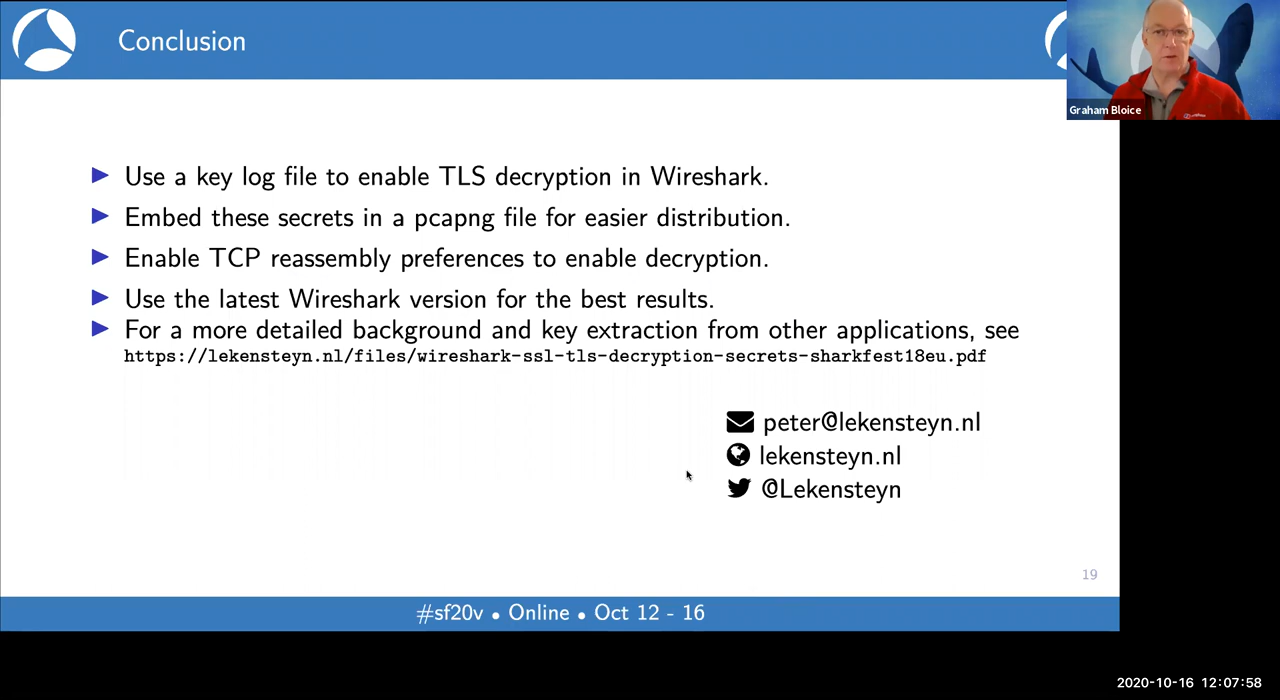 Conclusion
Graham Bloice
Use a key log file to enable TLS decryption in Wireshark.
Embed these secrets in a pcapng file for easier distribution.
Enable TCP reassembly preferences to enable decryption.
Use the latest Wireshark version for the best results.
For a more detailed background and key extraction from other applications, see
https://lekensteyn.nl/files/wireshark-ssl-tls-decryption-secrets-sharkfest18eu.pdf
peter@lekensteyn.nl
lekensteyn.nl
@Lekensteyn
19
#sf20v • Online • Oct 12 - 16
2020-10-16 12:07:58